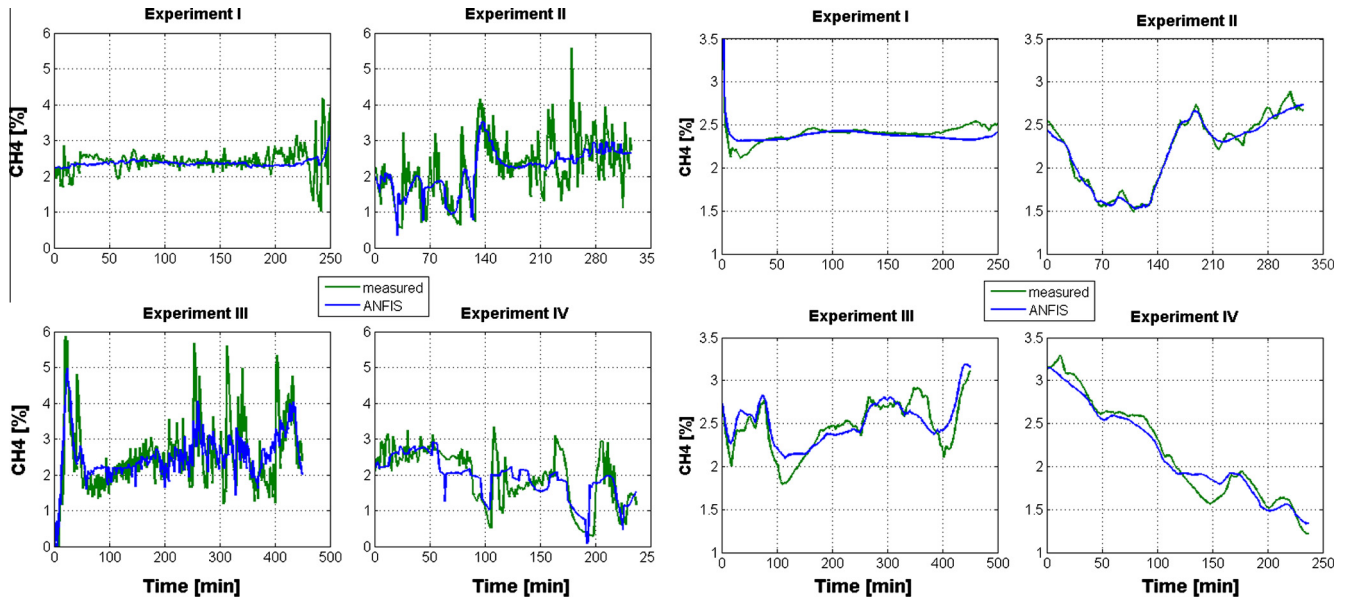 Experiment I
Experiment II
CH4 [%]
6
5
4
3
2
1
0
0 50 100 150 200 250
6
5
4
3
2
1
0
0 70 140 210 280 35
measured
ANFIS
Experiment III
Experiment IV
CH4 [%]
6
5
4
3
2
1
0
0 100 200 300 400 500
Time [min]
6
5
4
3
2
1
0
0 50 100 150 200 25
Time [min]
Experiment I
Experiment II
CH4 [%]
3.5
3
2.5
2
1.5
1
0 50 100 150 200 250
3.5
3
2.5
2
1.5
1
0 70 140 210 280 350
measured
ANFIS
Experiment III
Experiment IV
CH4 [%]
3.5
3
2.5
2
1.5
1
0 100 200 300 400 500
Time [min]
3.5
3
2.5
2
1.5
1
0 50 100 150 200 250
Time [min]